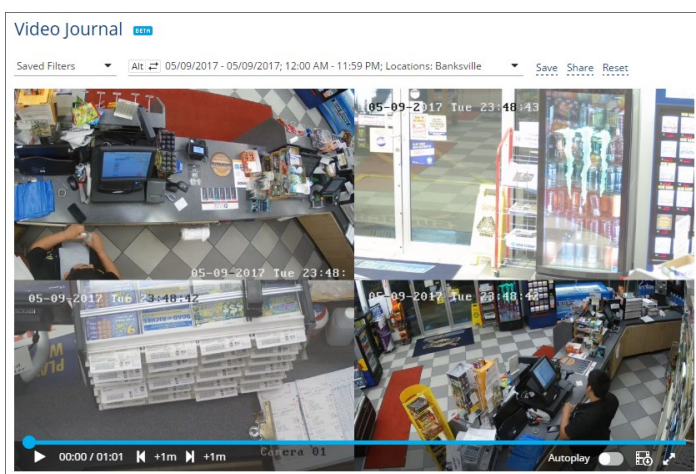 Video Journal BETA
Saved Filters
Alt 05/09/2017 - 05/09/2017; 12:00 AM - 11:59 PM; Locations: Banksville
Save Share Reset
05-09-2017 Tue 23:48:43
05-09-2017 Tue 23:48:
05-09-2017 Tue 23:48:42
05-09-2017 Tue 23:48:42
Camera 01
00:00 / 01:01 +1m +1m
Autoplay